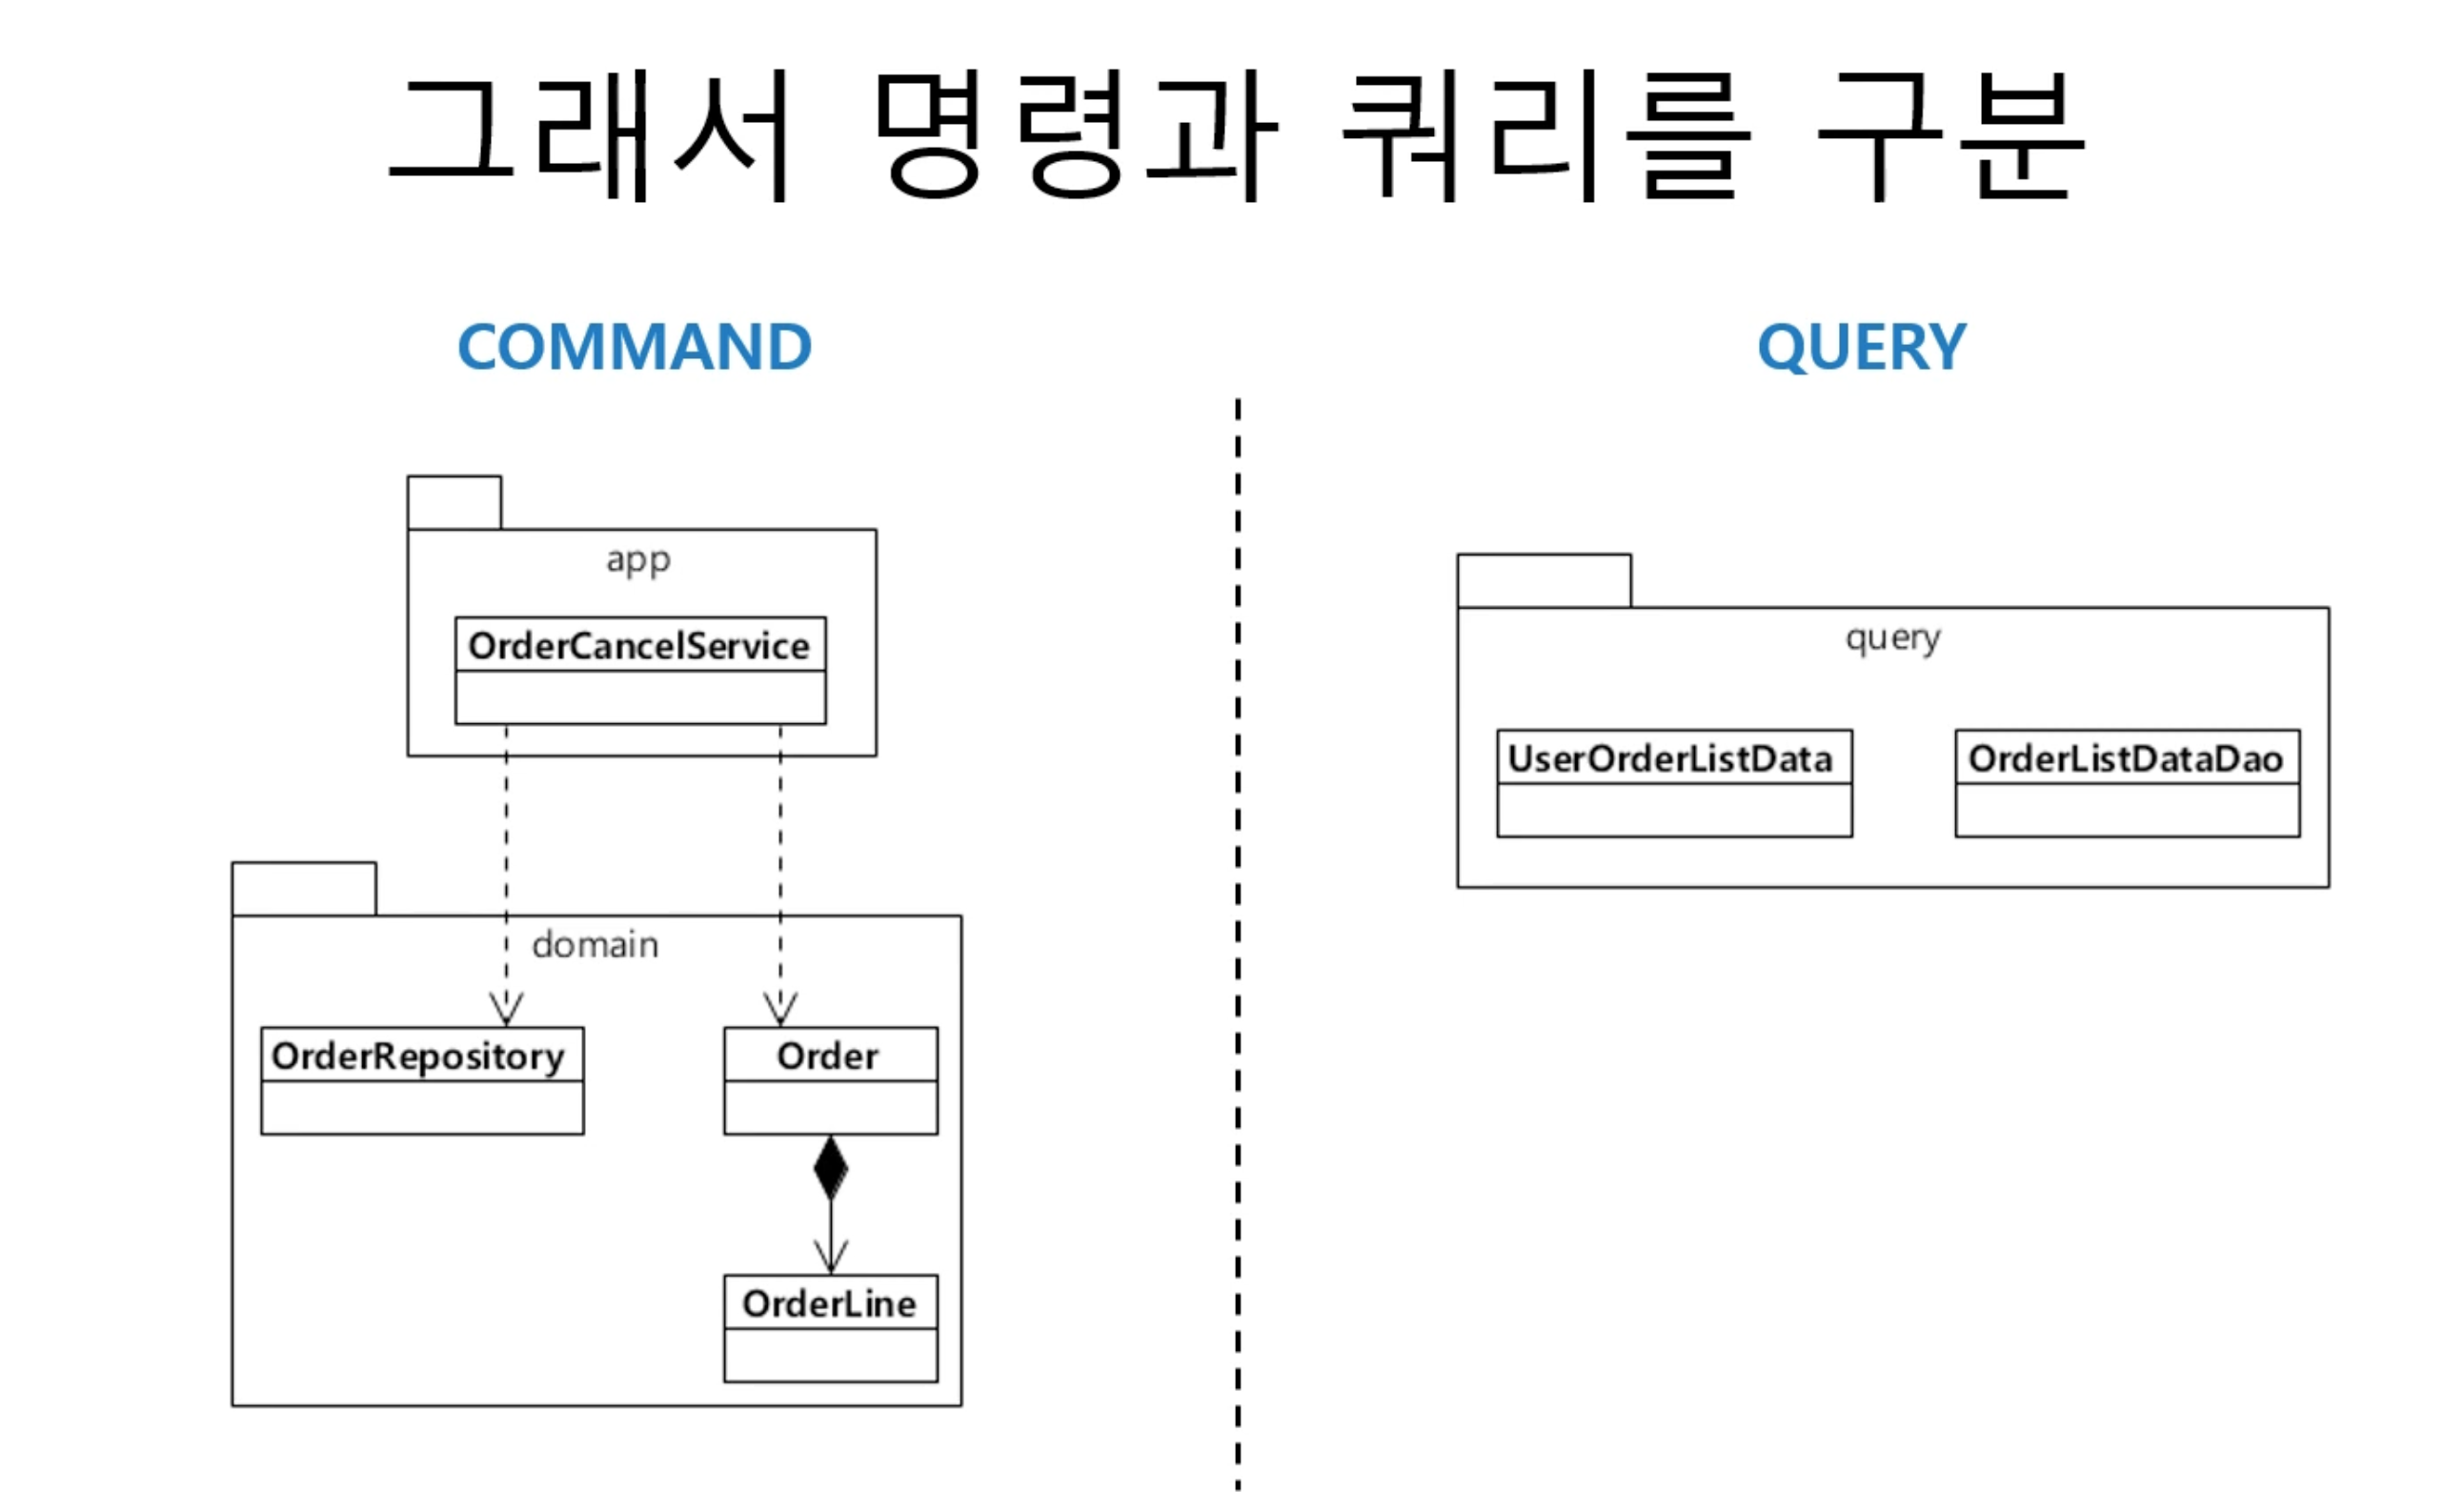 그래서 명령과 쿼리를 구분
COMMAND
app
OrderCancelService
domain
OrderRepository
Order
OrderLine
QUERY
query
UserOrderListData
OrderListDataDao